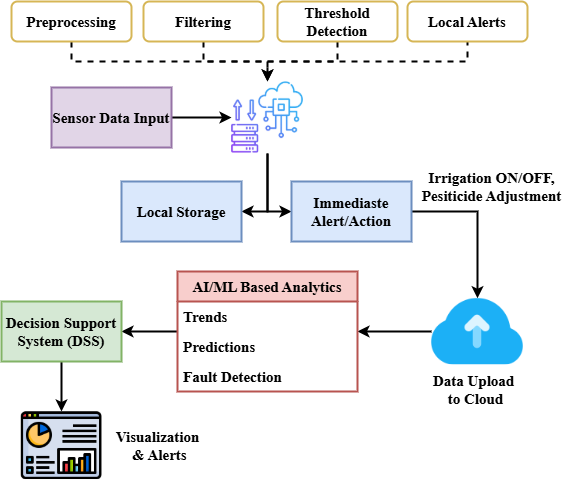 Preprocessing
Filtering
Threshold
Detection
Local Alerts
Sensor Data Input
Local Storage
Immediaste
Alert/Action
Irrigation ON/OFF,
Pesiticide Adjustment
AI/ML Based Analytics
Trends
Predictions
Fault Detection
Decision Support
System (DSS)
Data Upload
to Cloud
Visualization
& Alerts